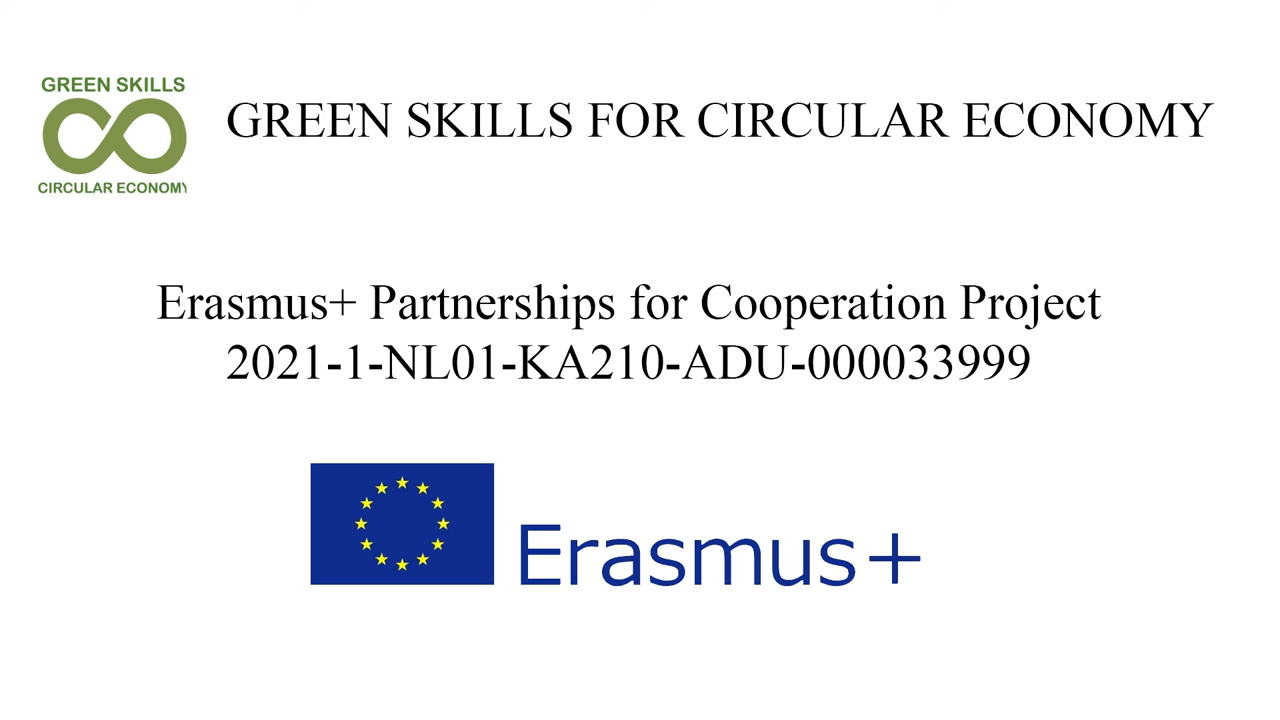 GREEN SKILLS
CIRCULAR ECONOMY
GREEN SKILLS FOR CIRCULAR ECONOMY
Erasmus+ Partnerships for Cooperation Project
2021-1-NL01-KA210-ADU-000033999
Erasmus+